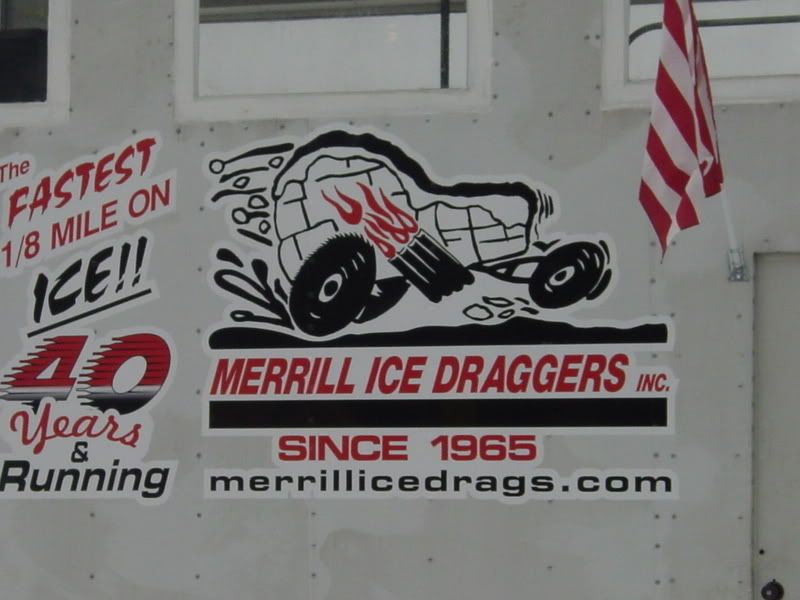 The
FASTEST
1/8 MILE ON
ICE!!
40
Years
&
Running
MERRILL ICE DRAGGERS INC.
SINCE 1965
merrillicedrags.com